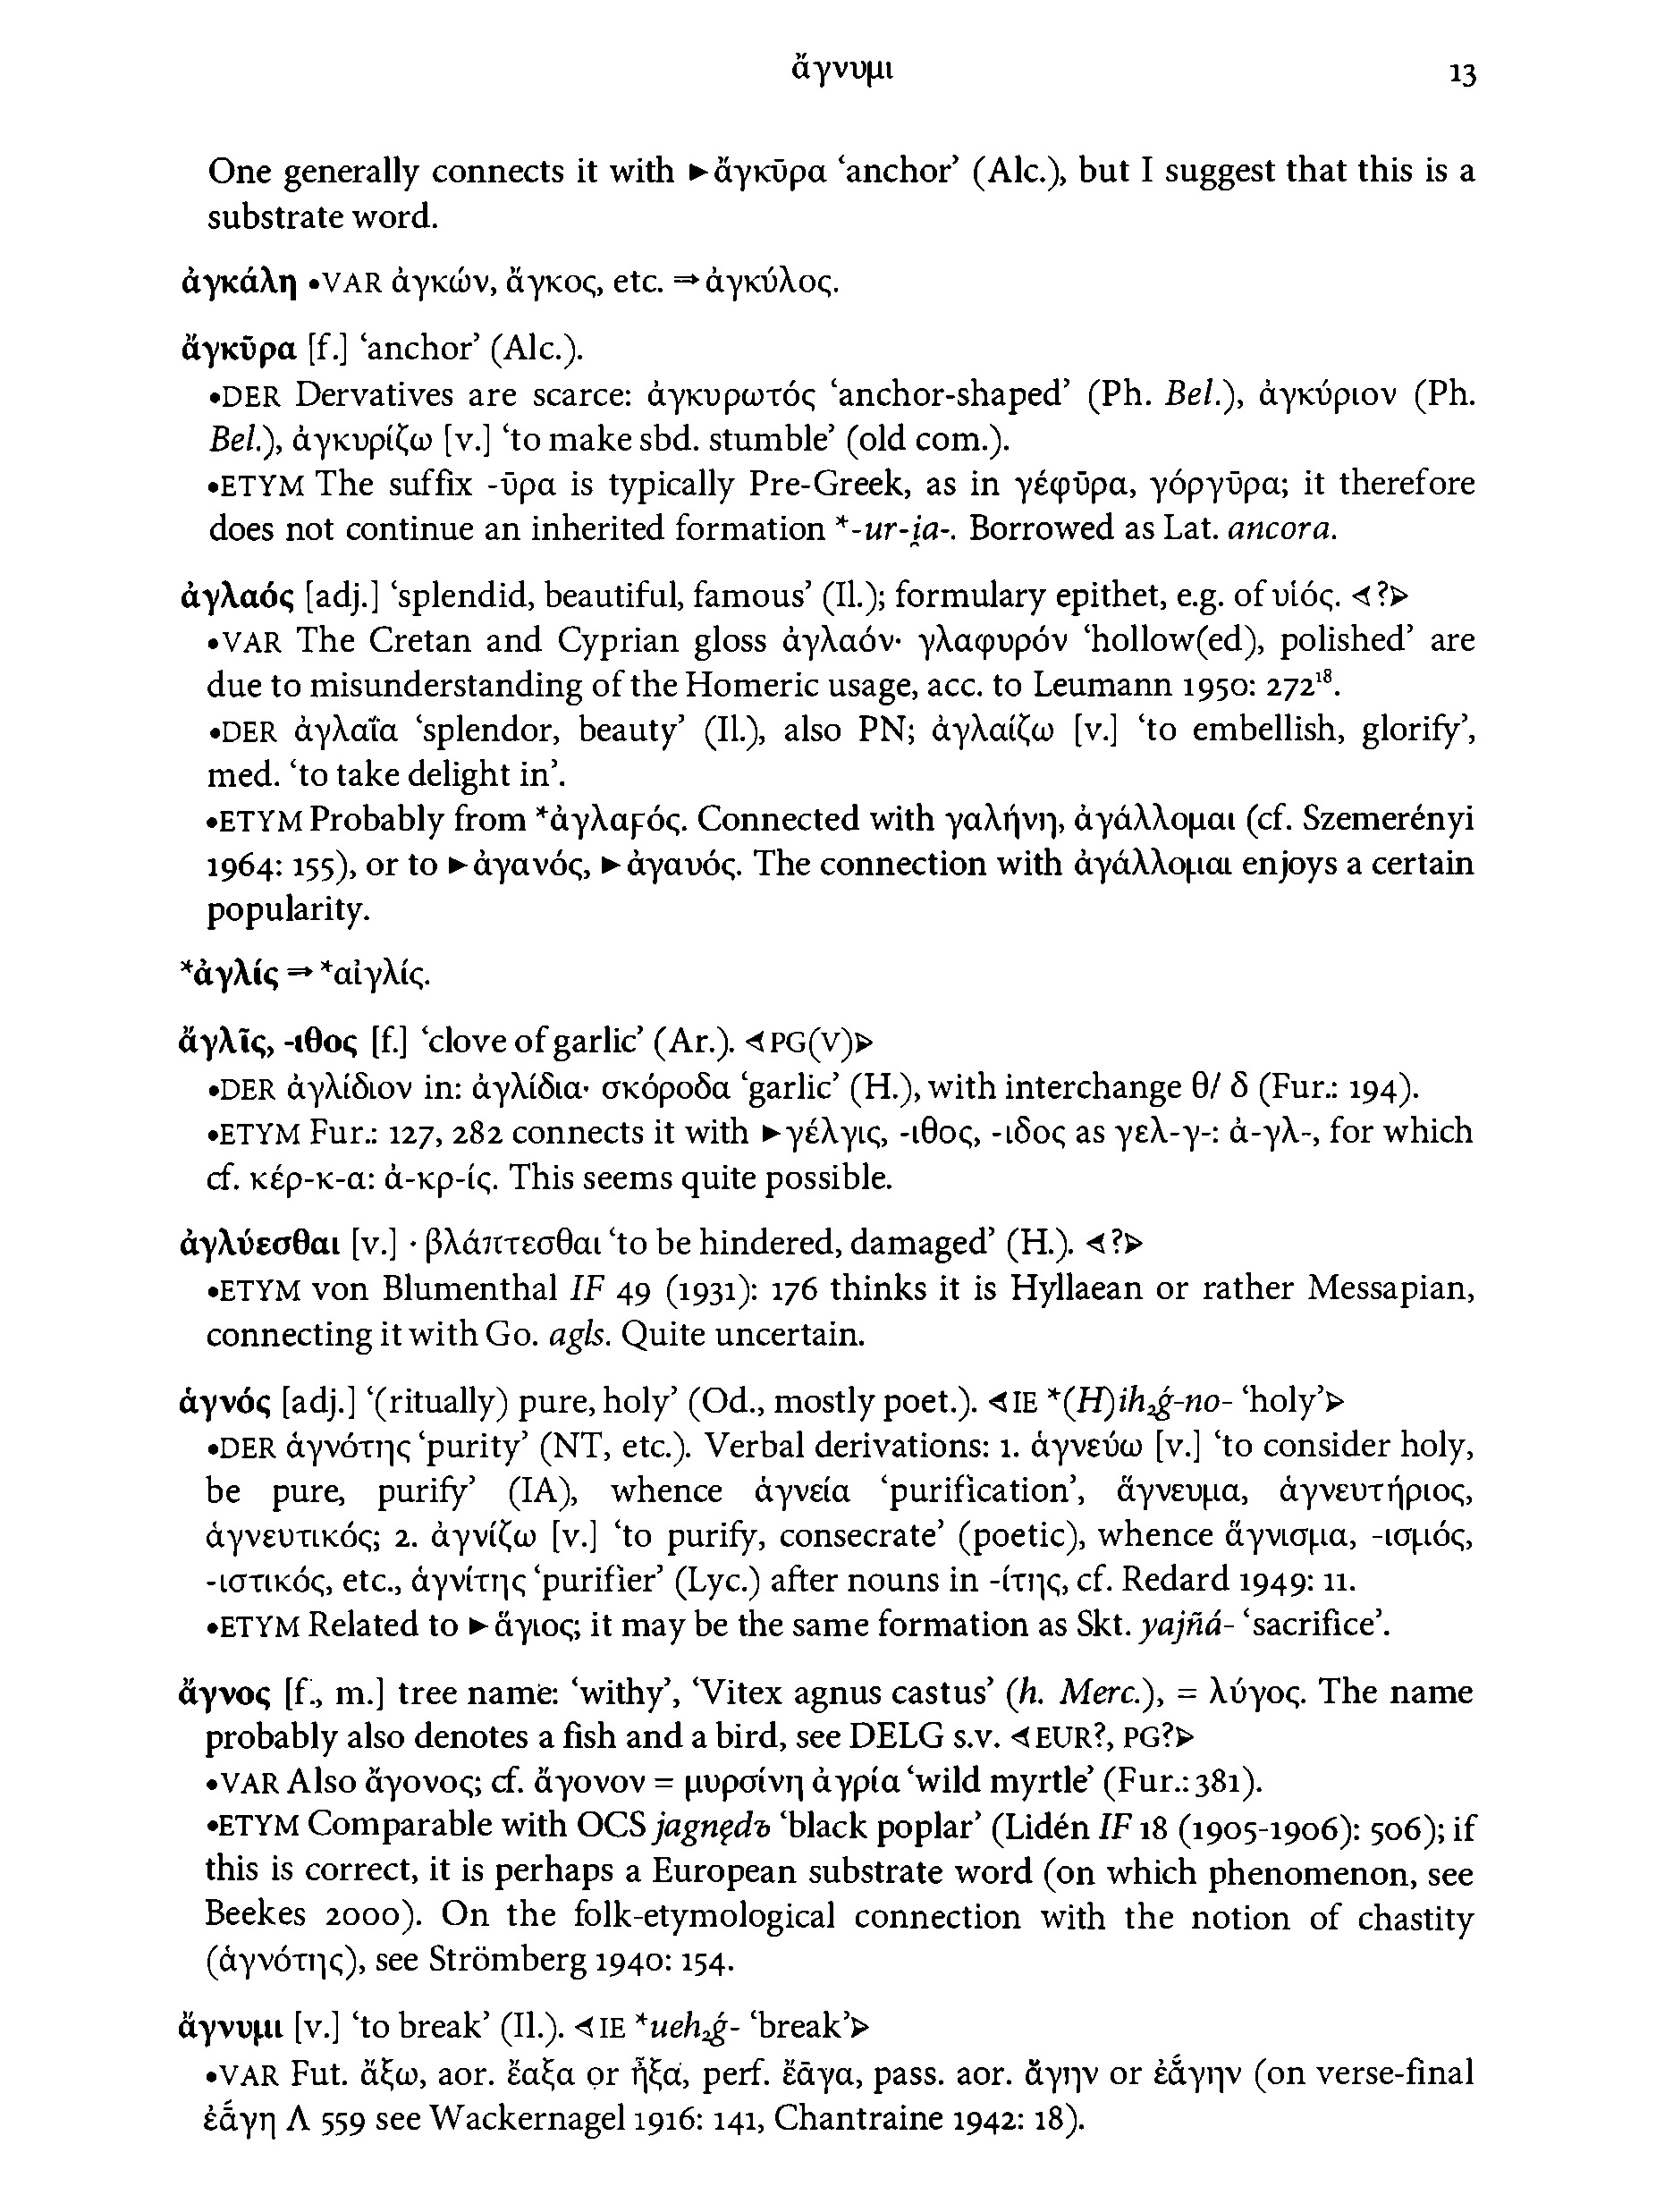 ἄγνυμι 13
One generally connects it with ►ἄγκῡρα ‘anchor’ (Alc.), but I suggest that this is a
substrate word.
ἀγκάλη •VAR ἀγκών, ἄγκος, etc. ⇒ἀγκύλος.
ἄγκῡρα [f.] ‘anchor’ (Alc.).
•DER Dervatives are scarce: ἀγκυρωτός ‘anchor-shaped’ (Ph. Bel.), ἀγκύριον (Ph.
Bel.), ἀγκυρίζω [v.] ‘to make sbd. stumble’ (old com.).
•ETYM The suffix -ῡρα is typically Pre-Greek, as in γέφῡρα, γόργῡρα; it therefore
does not continue an inherited formation *-ur-i̯a-. Borrowed as Lat. ancora.
ἀγλαός [adj.] ‘splendid, beautiful, famous’ (Il.); formulary epithet, e.g. of υἱός. ⊲?⊳
•VAR The Cretan and Cyprian gloss ἀγλαόν· γλαφυρόν ‘hollow(ed), polished’ are
due to misunderstanding of the Homeric usage, acc. to Leumann 1950: 272¹⁸.
•DER ἀγλαΐα ‘splendor, beauty’ (Il.), also PN; ἀγλαίζω [v.] ‘to embellish, glorify’,
med. ‘to take delight in’.
•ETYM Probably from *ἀγλαϝός. Connected with γαλήνη, ἀγάλλομαι (cf. Szemerényi
1964: 155), or to ►ἀγανός, ►ἀγαυός. The connection with ἀγάλλομαι enjoys a certain
popularity.
*ἀγλίς ⇒ *αἰγλίς.
ἄγλῑς, -ιθος [f.] ‘clove of garlic’ (Ar.). ⊲PG(V)⊳
•DER ἀγλίδιον in: ἀγλίδια· σκόροδα ‘garlic’ (H.), with interchange θ/ δ (Fur.: 194).
•ETYM Fur.: 127, 282 connects it with ►γέλγις, -ιθος, -ιδος as γελ-γ-: ἀ-γλ-, for which
cf. κέρ-κ-α: ἀ-κρ-ίς. This seems quite possible.
ἀγλύεσθαι [v.] · βλάπτεσθαι ‘to be hindered, damaged’ (H.). ⊲?⊳
•ETYM von Blumenthal IF 49 (1931): 176 thinks it is Hyllaean or rather Messapian,
connecting it with Go. agls. Quite uncertain.
ἁγνός [adj.] ‘(ritually) pure, holy’ (Od., mostly poet.). ⊲IE *(H)ih₂ǵ-no- ‘holy’⊳
•DER ἁγνότης ‘purity’ (NT, etc.). Verbal derivations: 1. ἁγνεύω [v.] ‘to consider holy,
be pure, purify’ (IA), whence ἁγνεία ‘purification’, ἅγνευμα, ἁγνευτήριος,
ἁγνευτικός; 2. ἁγνίζω [v.] ‘to purify, consecrate’ (poetic), whence ἅγνισμα, -ισμός,
-ιστικός, etc., ἁγνίτης ‘purifier’ (Lyc.) after nouns in -ίτης, cf. Redard 1949: 11.
•ETYM Related to ►ἅγιος; it may be the same formation as Skt. yajñá- ‘sacrifice’.
ἄγνος [f., m.] tree name: ‘withy’, ‘Vitex agnus castus’ (h. Merc.), = λύγος. The name
probably also denotes a fish and a bird, see DELG s.v. ⊲EUR?, PG?⊳
•VAR Also ἄγονος; cf. ἄγονον = μυρσίνη ἀγρία ‘wild myrtle’ (Fur.: 381).
•ETYM Comparable with OCS jagnędъ ‘black poplar’ (Lidén IF 18 (1905-1906): 506); if
this is correct, it is perhaps a European substrate word (on which phenomenon, see
Beekes 2000). On the folk-etymological connection with the notion of chastity
(ἁγνότης), see Strömberg 1940: 154.
ἄγνυμι [v.] ‘to break’ (Il.). ⊲IE *ueh₂ǵ- ‘break’⊳
•VAR Fut. ἄξω, aor. ἔαξα or ἦξα, perf. ἔᾱγα, pass. aor. ἄγην or ἐά̄γην (on verse-final
ἐά̄γη Λ 559 see Wackernagel 1916: 141, Chantraine 1942: 18).